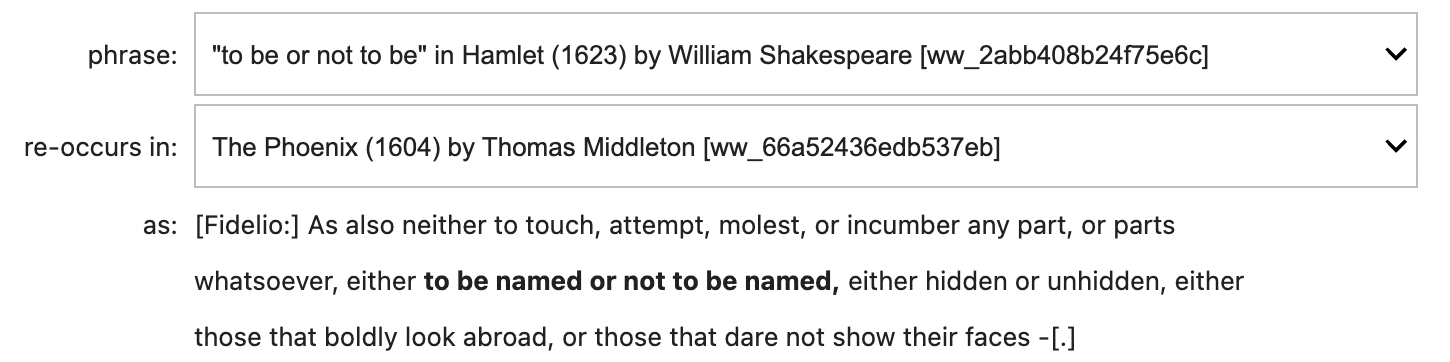 phrase: "to be or not to be" in Hamlet (1623) by William Shakespeare [ww_2abb408b24f75e6c]
re-occurs in: The Phoenix (1604) by Thomas Middleton [ww_66a52436edb537eb]
as: [Fidelio:] As also neither to touch, attempt, molest, or incumber any part, or parts
whatsoever, either to be named or not to be named, either hidden or unhidden, either
those that boldly look abroad, or those that dare not show their faces -[.]